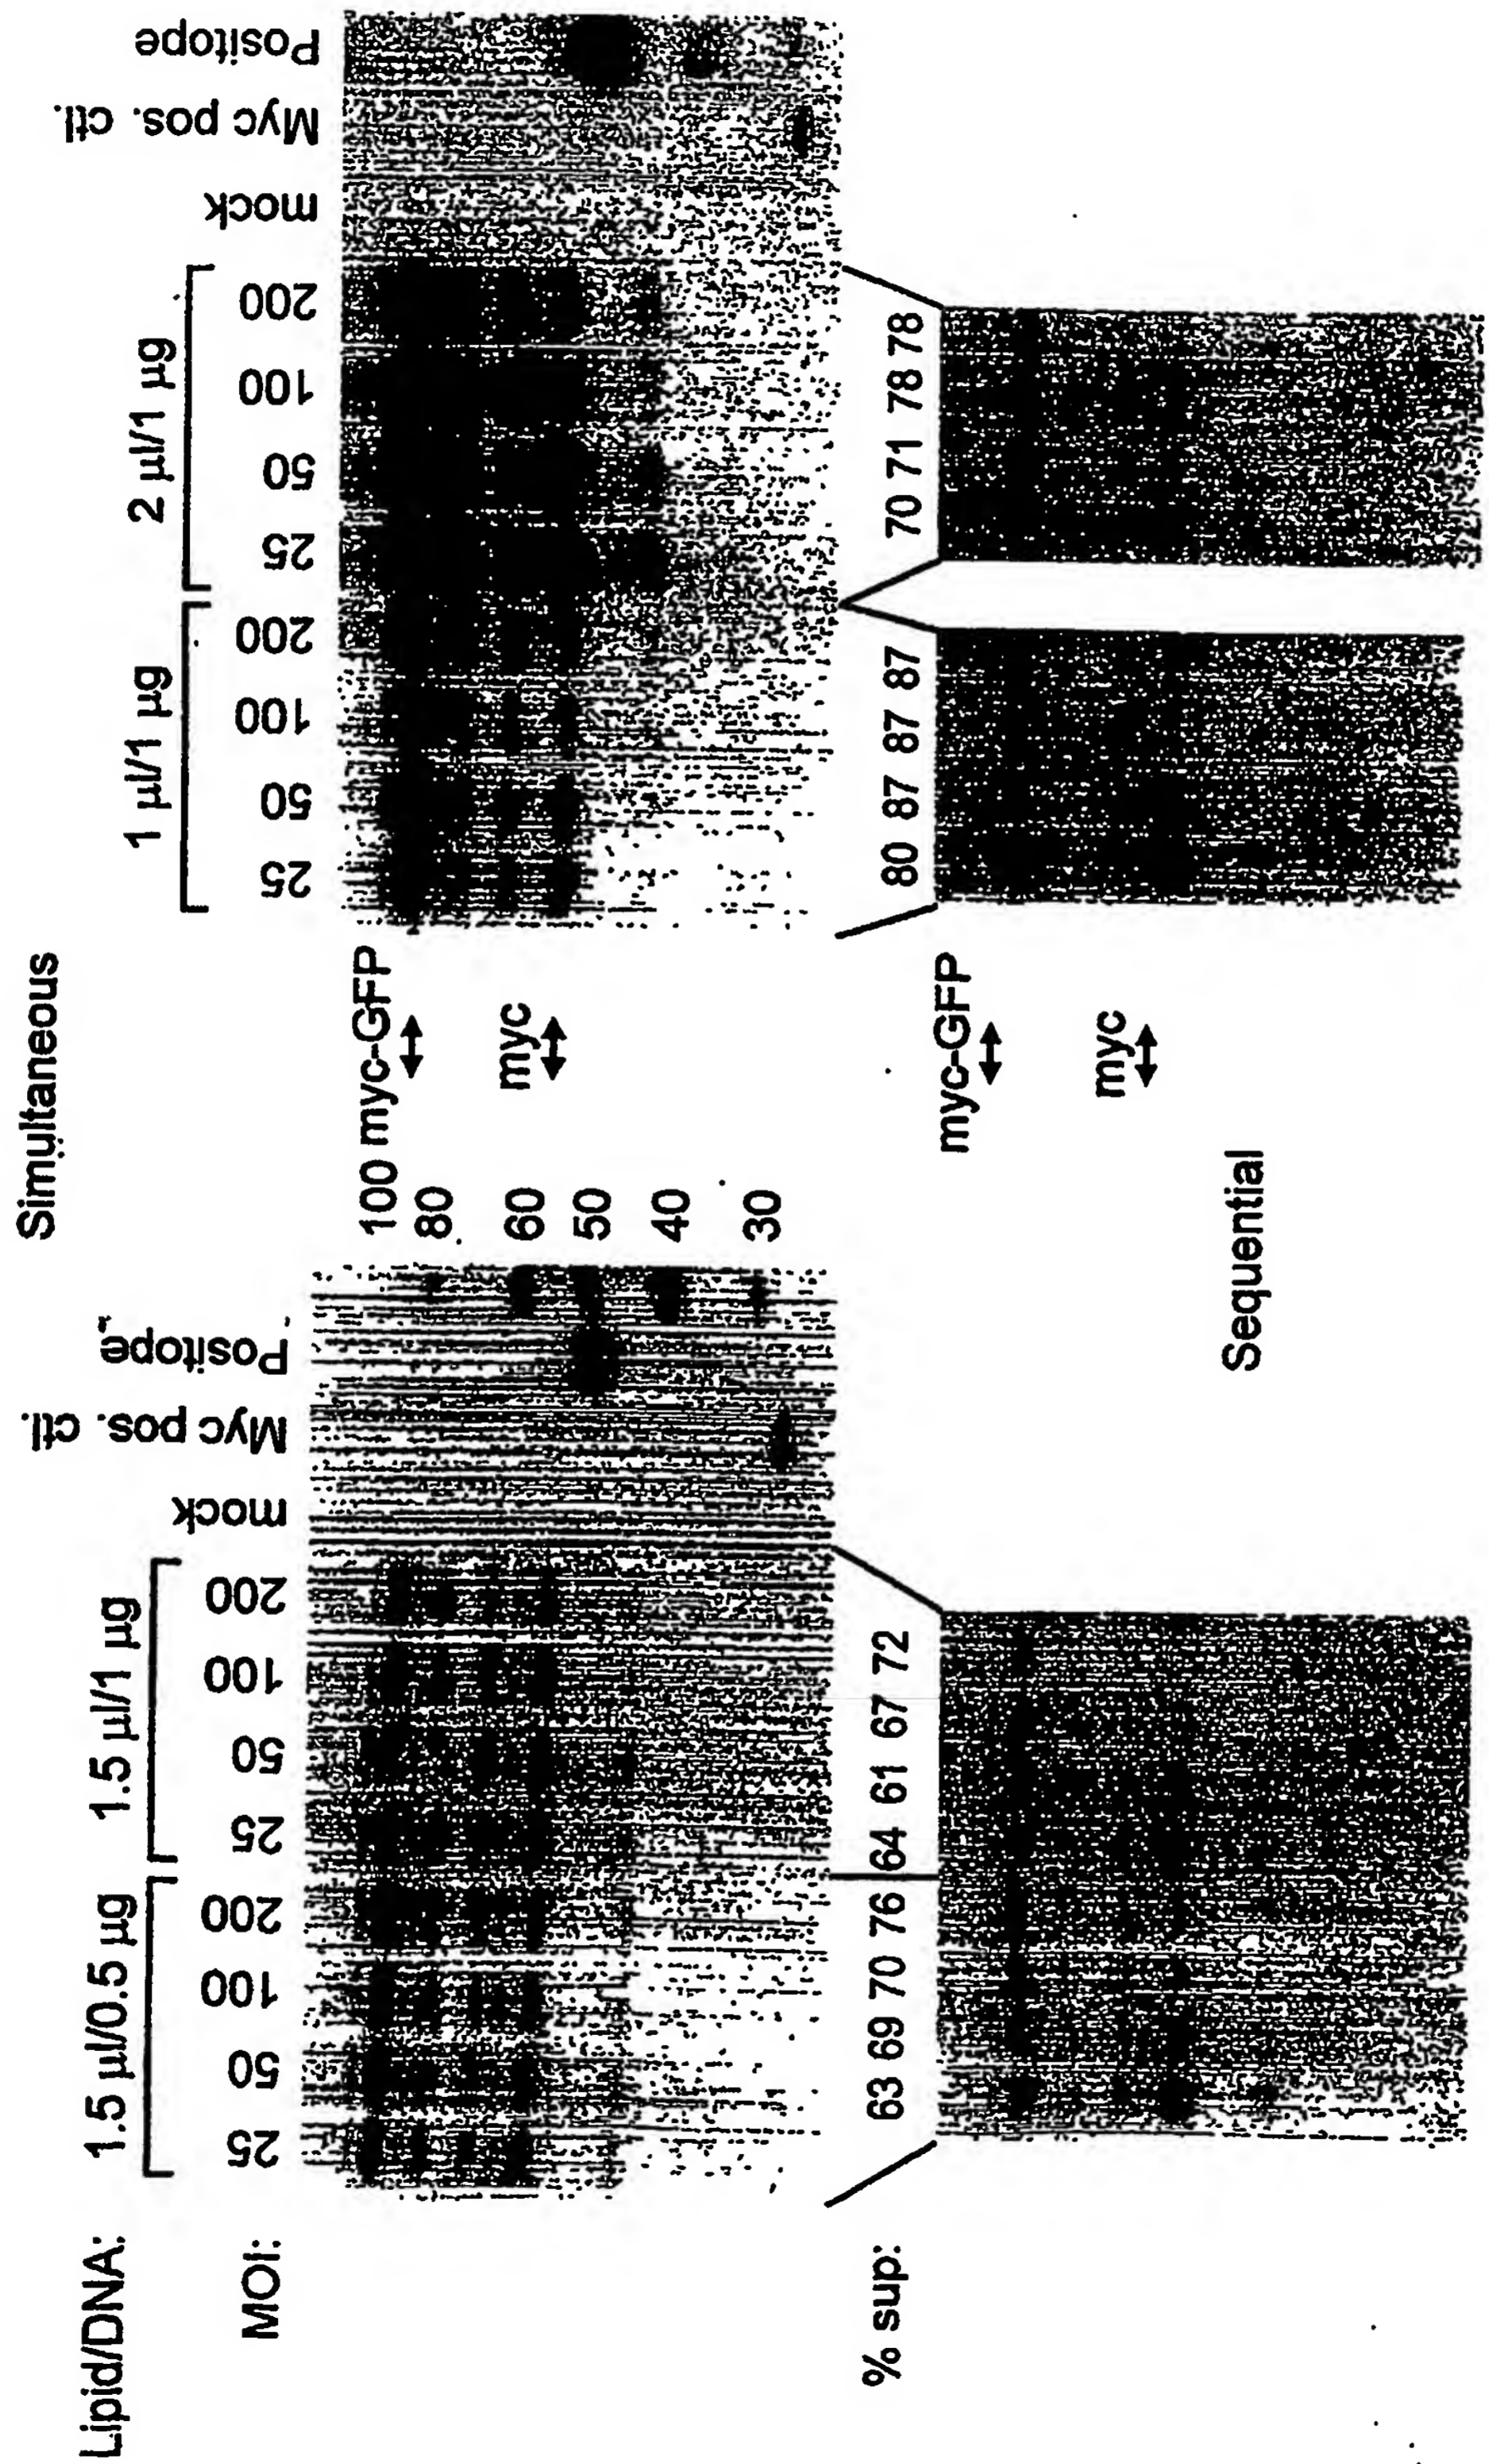 Simultaneous
Lipid/DNA: 1.5 µl/0.5 µg 1.5 µl/1 µg 1 µl/1 µg 2 µl/1 µg
MOI: 25 50 100 200 25 50 100 200 mock Myc pos. ctl. Positope 25 50 100 200 25 50 100 200 mock Myc pos. ctl. Positope
100 myc-GFP
80
60 myc
50
40
30
% sup: 63 69 70 76 64 61 67 72 80 87 87 87 70 71 78 78
myc-GFP
myc
Sequential